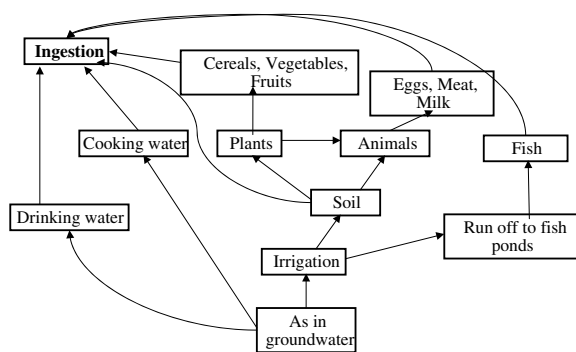 Ingestion
Cereals, Vegetables,
Fruits
Eggs, Meat,
Milk
Cooking water
Plants
Animals
Fish
Soil
Drinking water
Run off to fish
ponds
Irrigation
As in
groundwater